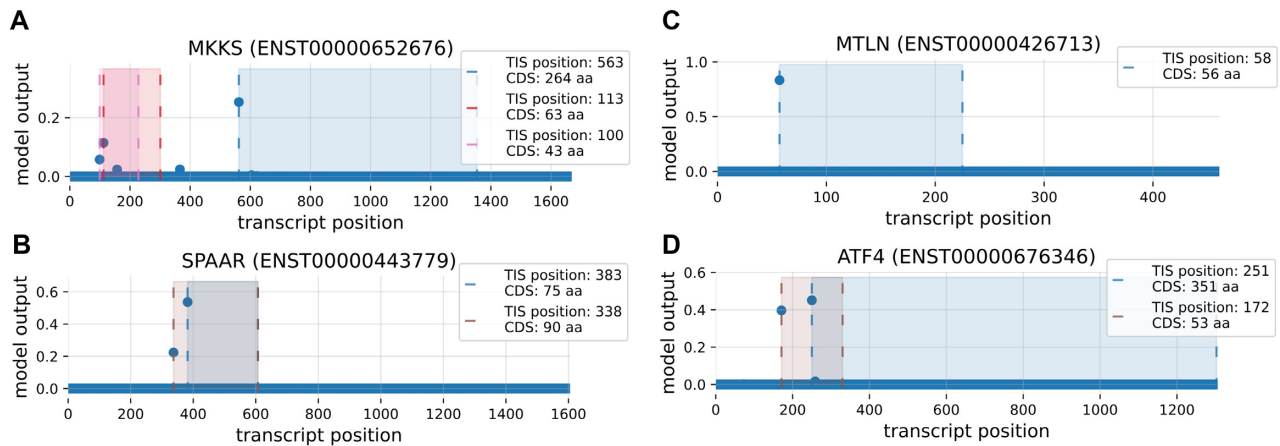 A
MKKS (ENST00000652676)
model output
0.2
0.0
0 200 400 600 800 1000 1200 1400 1600
transcript position
TIS position: 563
CDS: 264 aa
TIS position: 113
CDS: 63 aa
TIS position: 100
CDS: 43 aa
C
MTLN (ENST00000426713)
model output
1.0
0.5
0.0
0 100 200 300 400
transcript position
TIS position: 58
CDS: 56 aa
B
SPAAR (ENST00000443779)
model output
0.6
0.4
0.2
0.0
0 200 400 600 800 1000 1200 1400 1600
transcript position
TIS position: 383
CDS: 75 aa
TIS position: 338
CDS: 90 aa
D
ATF4 (ENST00000676346)
model output
0.6
0.4
0.2
0.0
0 200 400 600 800 1000 1200
transcript position
TIS position: 251
CDS: 351 aa
TIS position: 172
CDS: 53 aa